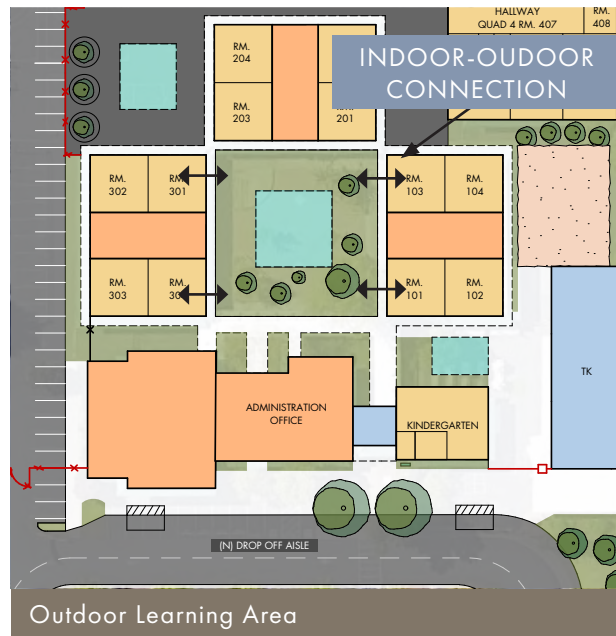 HALLWAY
QUAD 4 RM. 407
RM.
408
RM.
204
INDOOR-OUDOOR
CONNECTION
RM.
203
201
RM.
302
RM.
301
RM.
103
RM.
104
RM.
303
RM.
RM.
101
RM.
102
TK
ADMINISTRATION
OFFICE
KINDERGARTEN
(N) DROP OFF AISLE
Outdoor Learning Area